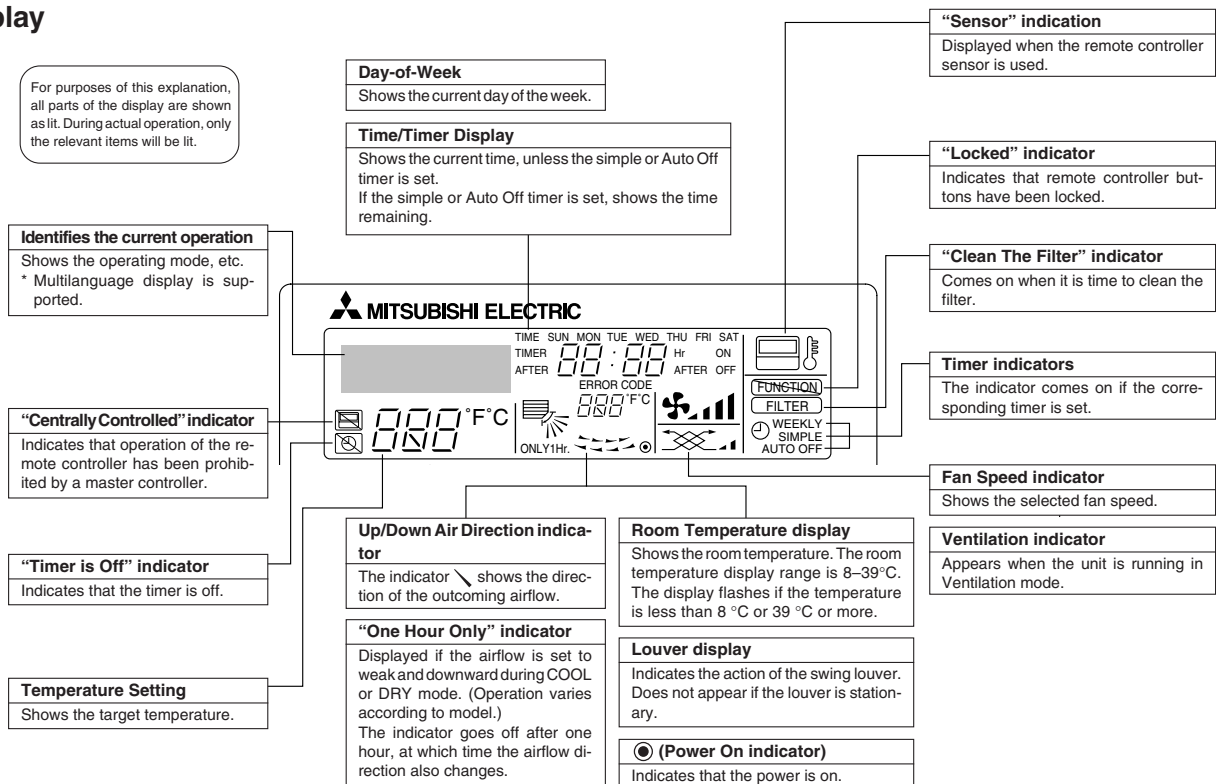 play
For purposes of this explanation,
all parts of the display are shown
as lit. During actual operation, only
the relevant items will be lit.
Day-of-Week
Shows the current day of the week.
Time/Timer Display
Shows the current time, unless the simple or Auto Off
timer is set.
If the simple or Auto Off timer is set, shows the time
remaining.
“Sensor” indication
Displayed when the remote controller
sensor is used.
“Locked” indicator
Indicates that remote controller but-
tons have been locked.
“Clean The Filter” indicator
Comes on when it is time to clean the
filter.
Timer indicators
The indicator comes on if the corre-
sponding timer is set.
Fan Speed indicator
Shows the selected fan speed.
Ventilation indicator
Appears when the unit is running in
Ventilation mode.
Identifies the current operation
Shows the operating mode, etc.
* Multilanguage display is sup-
ported.
“Centrally Controlled” indicator
Indicates that operation of the re-
mote controller has been prohib-
ited by a master controller.
“Timer is Off” indicator
Indicates that the timer is off.
Temperature Setting
Shows the target temperature.
MITSUBISHI ELECTRIC
TIME SUN MON TUE WED THU FRI SAT
TIMER 88:88 Hr ON
AFTER AFTER OFF
ERROR CODE
888 °F°C
888 °F°C
ONLY1Hr.
FUNCTION
FILTER
WEEKLY
SIMPLE
AUTO OFF
Up/Down Air Direction indica-
tor
The indicator shows the direc-
tion of the outcoming airflow.
“One Hour Only” indicator
Displayed if the airflow is set to
weak and downward during COOL
or DRY mode. (Operation varies
according to model.)
The indicator goes off after one
hour, at which time the airflow di-
rection also changes.
Room Temperature display
Shows the room temperature. The room
temperature display range is 8–39°C.
The display flashes if the temperature
is less than 8 °C or 39 °C or more.
Louver display
Indicates the action of the swing louver.
Does not appear if the louver is station-
ary.
(Power On indicator)
Indicates that the power is on.